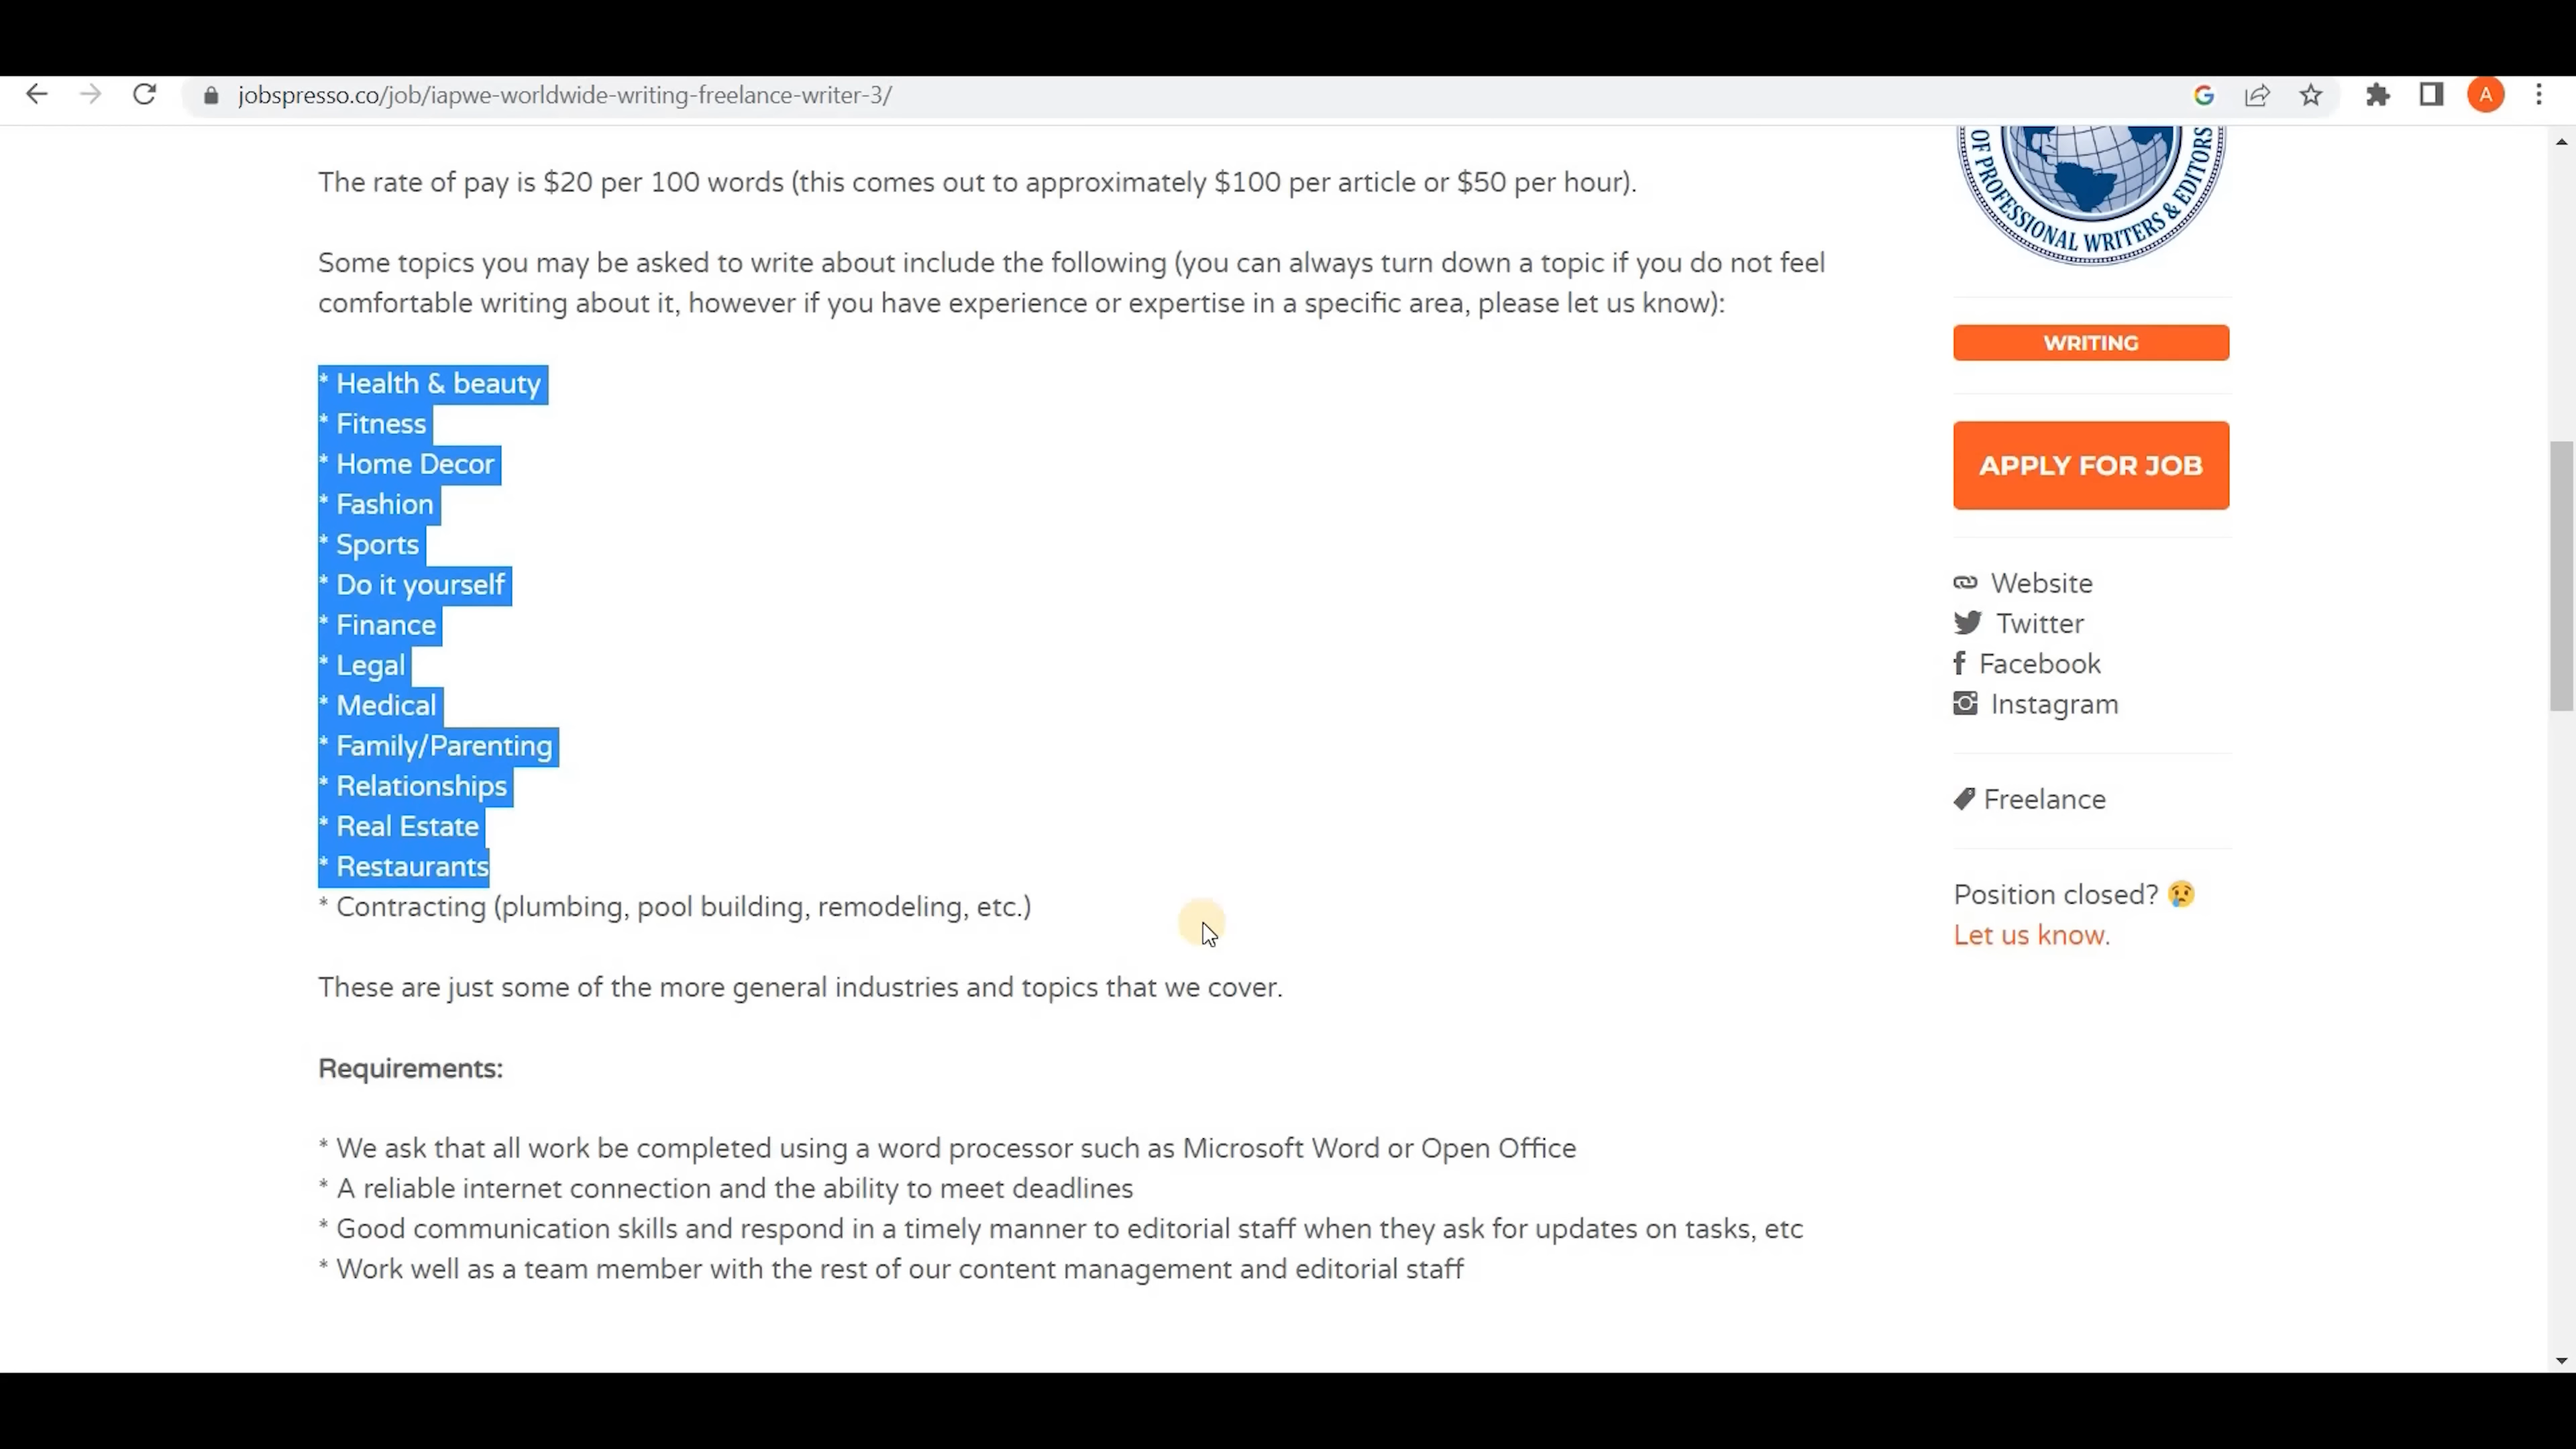 jobspresso.co/job/iapwe-worldwide-writing-freelance-writer-3/
A
The rate of pay is $20 per 100 words (this comes out to approximately $100 per article or $50 per hour).
Some topics you may be asked to write about include the following (you can always turn down a topic if you do not feel
comfortable writing about it, however if you have experience or expertise in a specific area, please let us know):
* Health & beauty
* Fitness
* Home Decor
* Fashion
* Sports
* Do it yourself
* Finance
* Legal
* Medical
* Family/Parenting
* Relationships
* Real Estate
* Restaurants
* Contracting (plumbing, pool building, remodeling, etc.)
These are just some of the more general industries and topics that we cover.
Requirements:
* We ask that all work be completed using a word processor such as Microsoft Word or Open Office
* A reliable internet connection and the ability to meet deadlines
* Good communication skills and respond in a timely manner to editorial staff when they ask for updates on tasks, etc
* Work well as a team member with the rest of our content management and editorial staff
OF PROFESSIONAL WRITERS & EDITORS
WRITING
APPLY FOR JOB
Website
Twitter
Facebook
Instagram
Freelance
Position closed? 😢
Let us know.